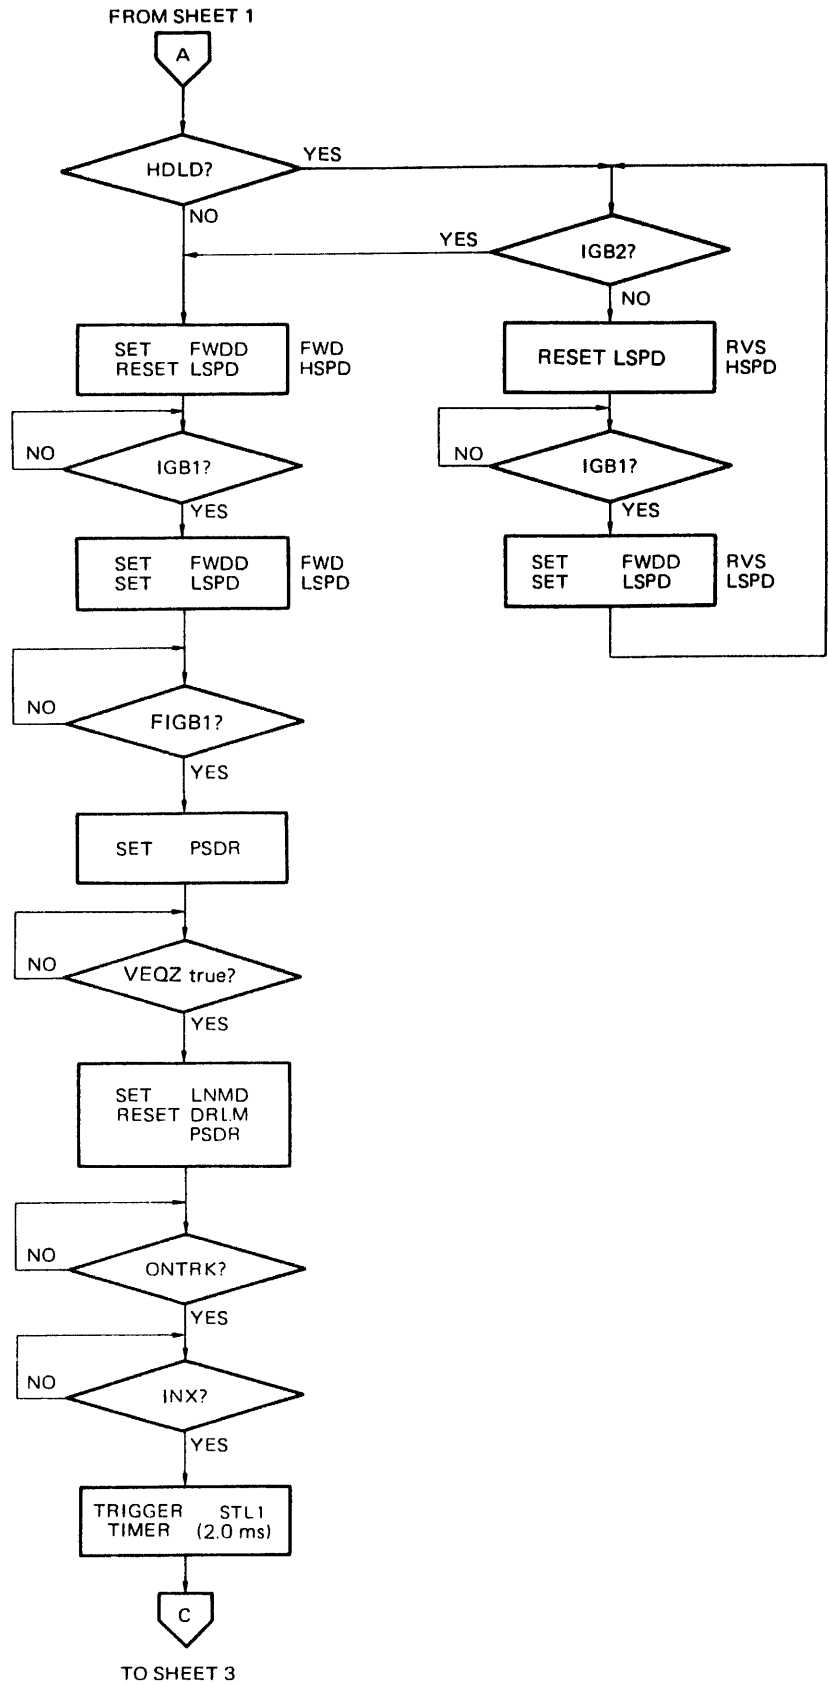 FROM SHEET 1
A
HDLD?
YES
NO
YES
IGB2?
NO
SET FWDD
RESET LSPD
FWD
HSPD
RESET LSPD
RVS
HSPD
NO
IGB1?
YES
NO
IGB1?
YES
SET FWDD
SET LSPD
FWD
LSPD
SET FWDD
SET LSPD
RVS
LSPD
NO
FIGB1?
YES
SET PSDR
NO
VEQZ true?
YES
SET LNMD
RESET DRLM
PSDR
NO
ONTRK?
YES
NO
INX?
YES
TRIGGER STL1
TIMER (2.0 ms)
C
TO SHEET 3